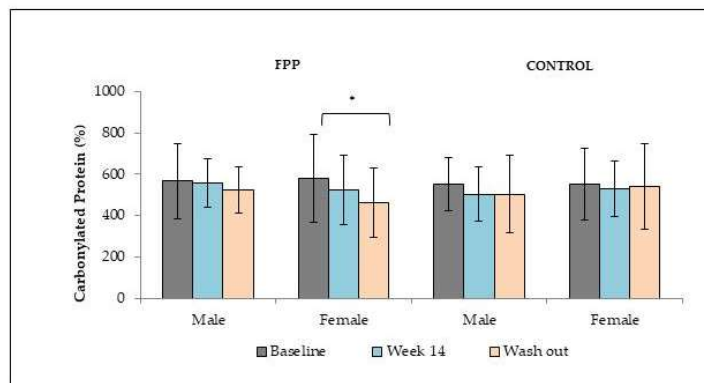 FPP CONTROL
*
1000
800
600
400
200
0
Carbonylated Protein (%)
Male Female Male Female
Baseline Week 14 Wash out